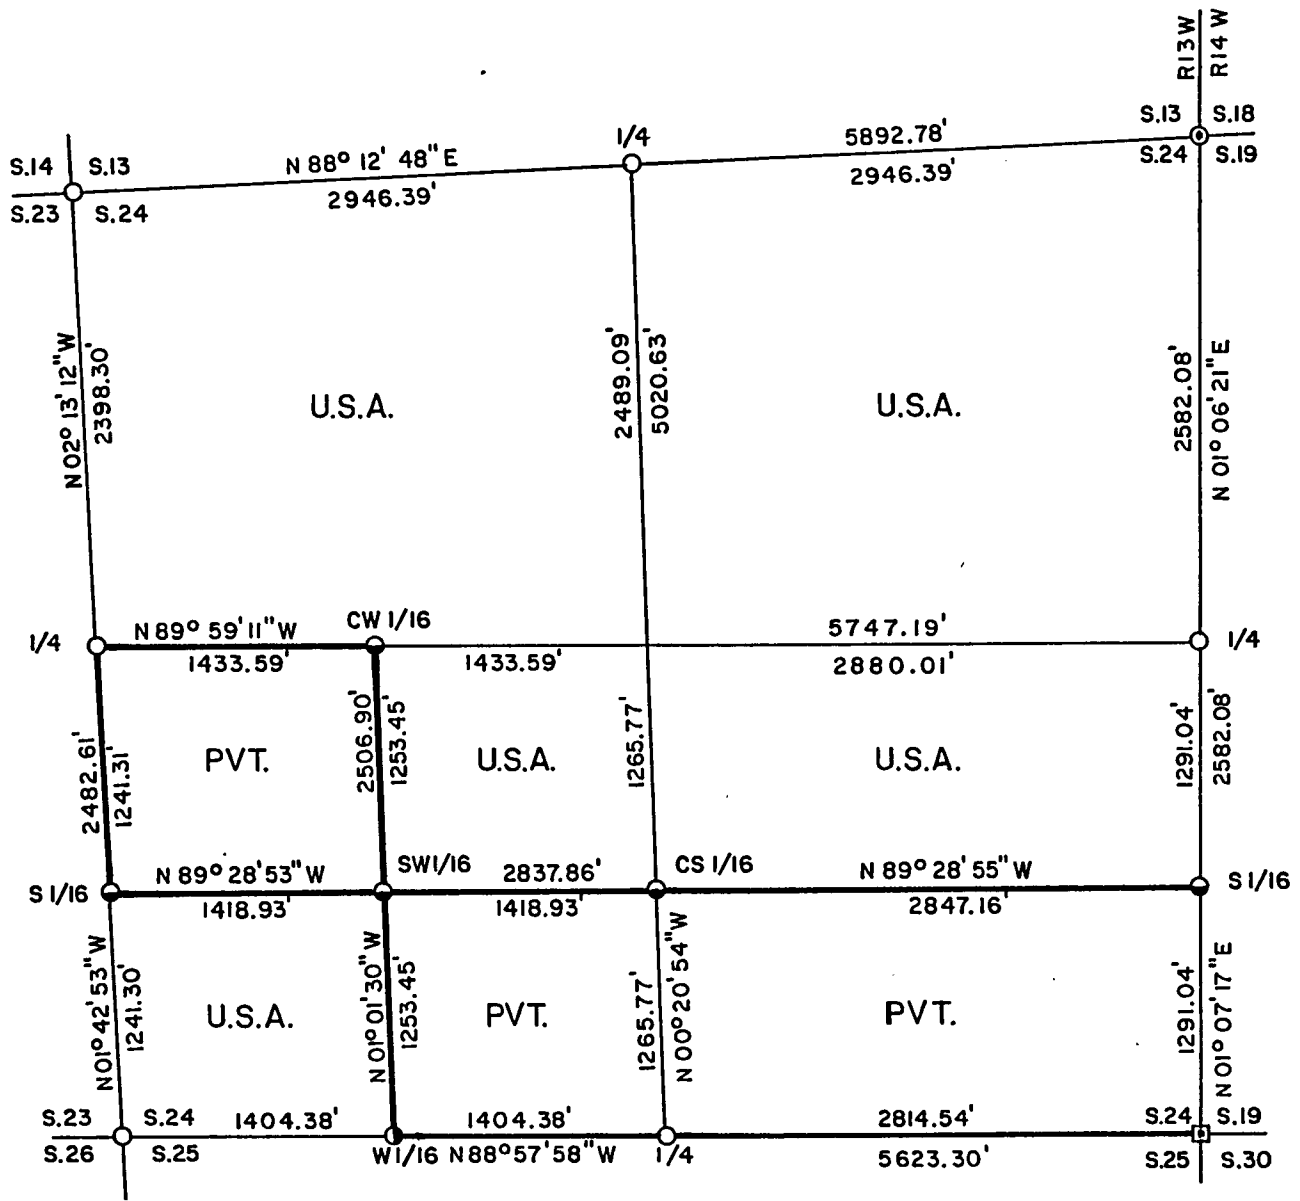 R13W
R14W
S.13
S.18
S.24
S.19
1/4
5892.78'
N 88° 12' 48" E
2946.39'
2946.39'
S.14
S.13
S.23
S.24
N 02° 13' 12" W
2398.30'
U.S.A.
2489.09'
5020.63'
U.S.A.
2582.08'
N 01° 06' 21" E
1/4
N 89° 59' 11" W
1433.59'
CW 1/16
1433.59'
5747.19'
2880.01'
1/4
2482.61'
1241.31'
PVT.
2506.90'
1253.45'
U.S.A.
1265.77'
U.S.A.
1291.04'
2582.08'
S 1/16
N 89° 28' 53" W
1418.93'
SW 1/16
2837.86'
1418.93'
CS 1/16
N 89° 28' 55" W
2847.16'
S 1/16
N 01° 42' 53" W
1241.30'
U.S.A.
N 01° 01' 30" W
1253.45'
PVT.
1265.77'
N 00° 20' 54" W
PVT.
1291.04'
N 01° 07' 17" E
S.23
S.24
S.26
S.25
1404.38'
1404.38'
W 1/16
N 88° 57' 58" W
1/4
2814.54'
5623.30'
S.24
S.19
S.25
S.30